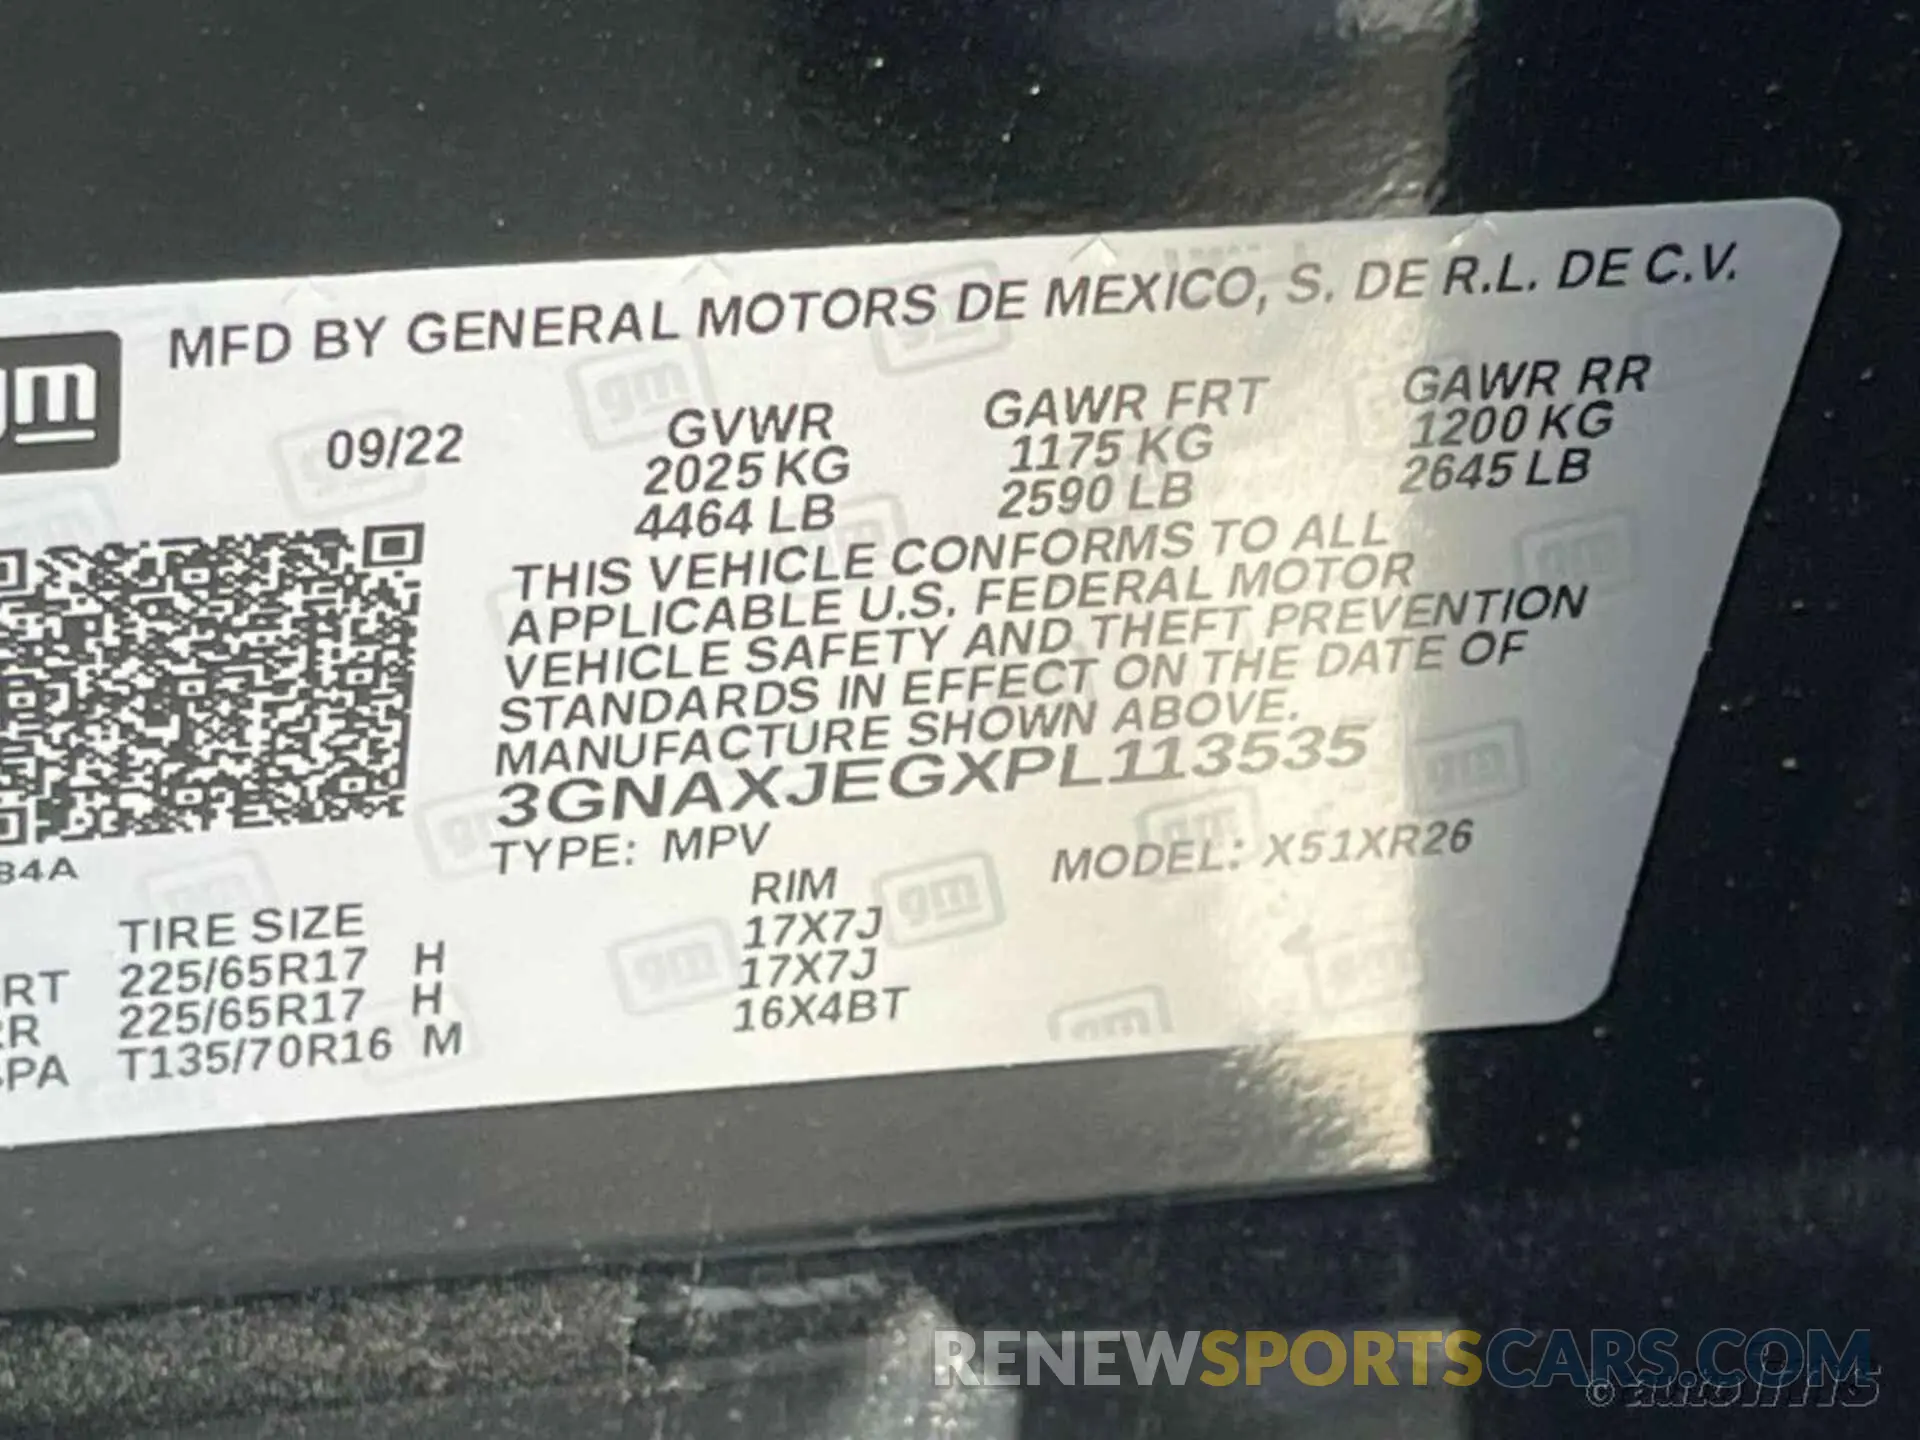 MFD BY GENERAL MOTORS DE MEXICO, S. DE R.L. DE C.V.
gm
09/22
GVWR GAWR FRT GAWR RR
2025 KG 1175 KG 1200 KG
4464 LB 2590 LB 2645 LB
THIS VEHICLE CONFORMS TO ALL
APPLICABLE U.S. FEDERAL MOTOR
VEHICLE SAFETY AND THEFT PREVENTION
STANDARDS IN EFFECT ON THE DATE OF
MANUFACTURE SHOWN ABOVE.
3GNAXJEGXPL113535
TYPE: MPV MODEL: X51XR26
84A
TIRE SIZE RIM
RT 225/65R17 H 17X7J
RR 225/65R17 H 17X7J
PA T135/70R16 M 16X4BT
RENEWSPORTSCARS.COM
© autoIMS